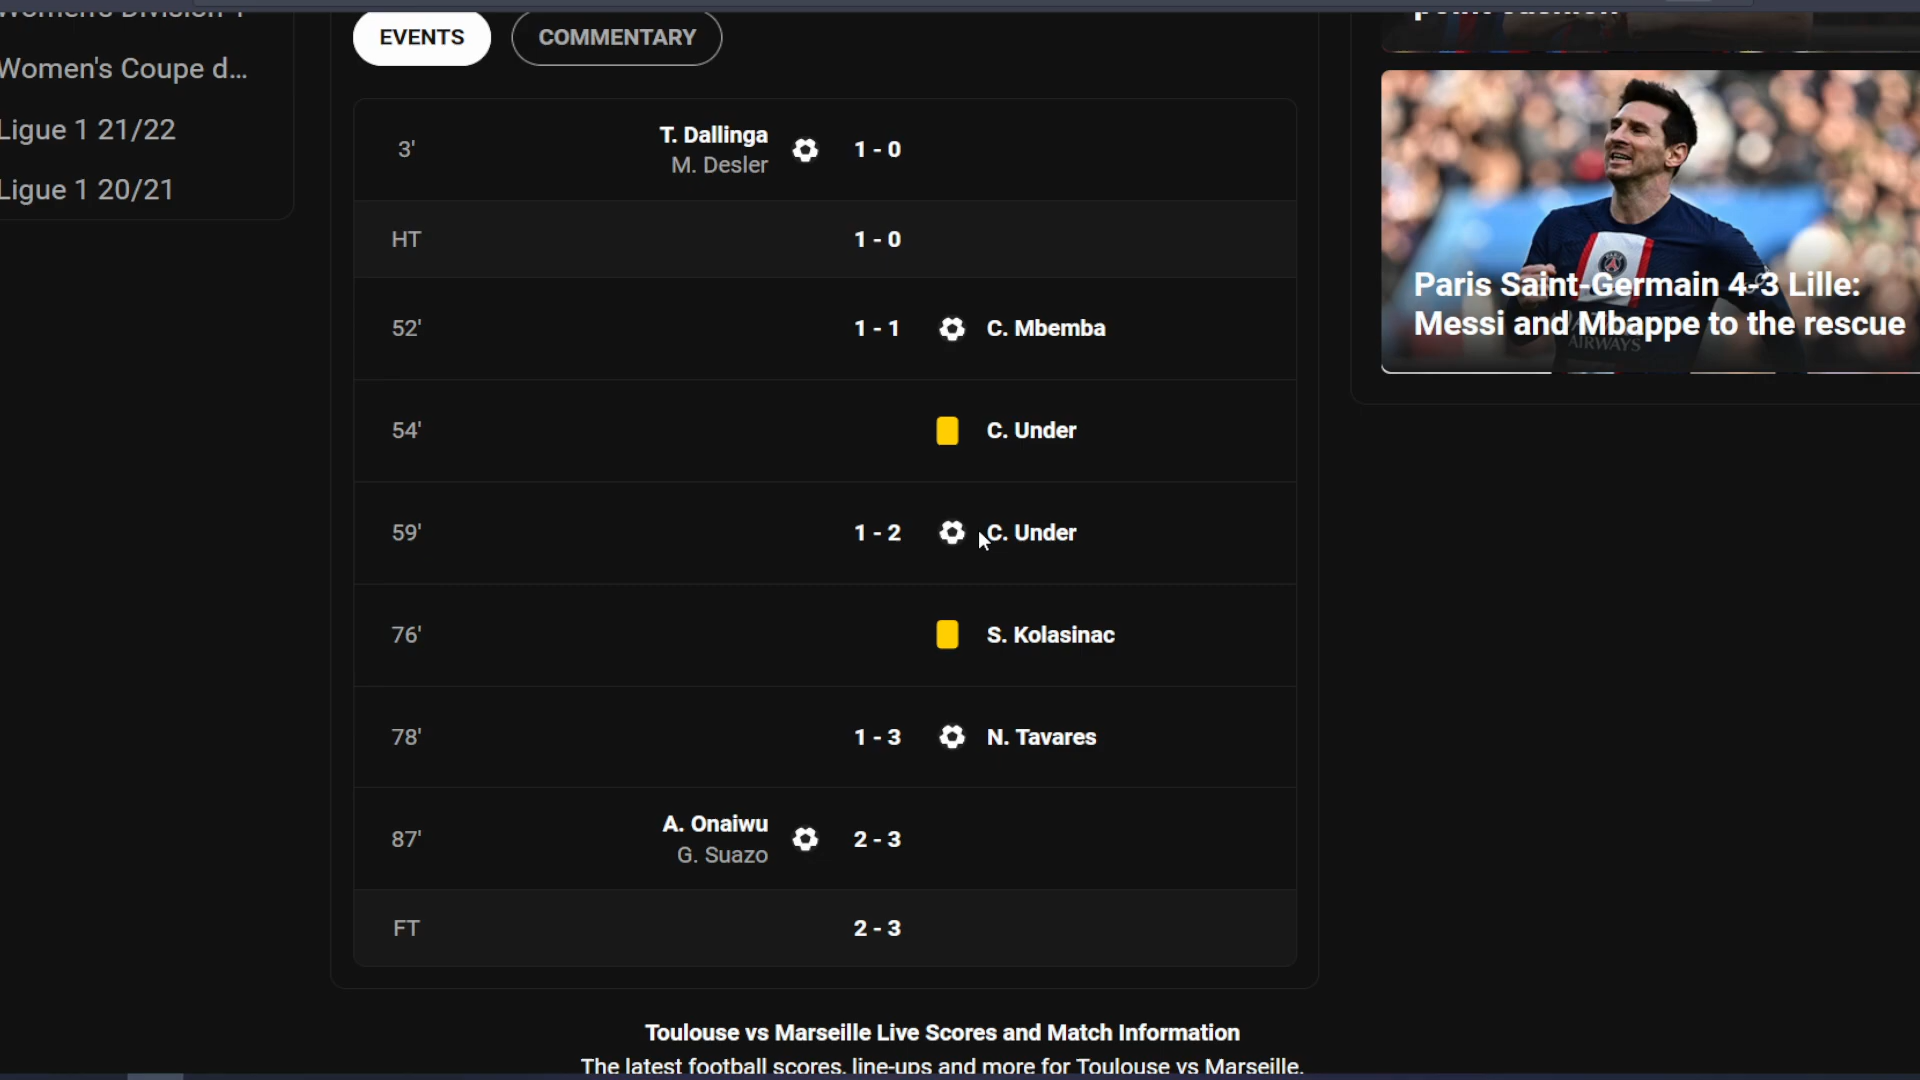 EVENTS
COMMENTARY
Women's Coupe d...
Ligue 1 21/22
Ligue 1 20/21
3'
T. Dallinga
M. Desler
1 - 0
HT
1 - 0
52'
1 - 1
C. Mbemba
54'
C. Under
59'
1 - 2
C. Under
76'
S. Kolasinac
78'
1 - 3
N. Tavares
87'
A. Onaiwu
G. Suazo
2 - 3
FT
2 - 3
Toulouse vs Marseille Live Scores and Match Information
The latest football scores, line-ups and more for Toulouse vs Marseille.
Paris Saint-Germain 4-3 Lille:
Messi and Mbappe to the rescue
AIRWAYS